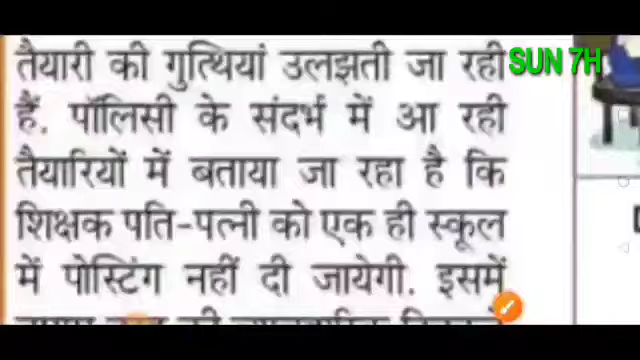 तैयारी की गुत्थियां उलझती जा रही
SUN 7H
हैं. पॉलिसी के संदर्भ में आ रही
तैयारियों में बताया जा रहा है कि
शिक्षक पति-पत्नी को एक ही स्कूल
में पोस्टिंग नहीं दी जायेगी. इसमें